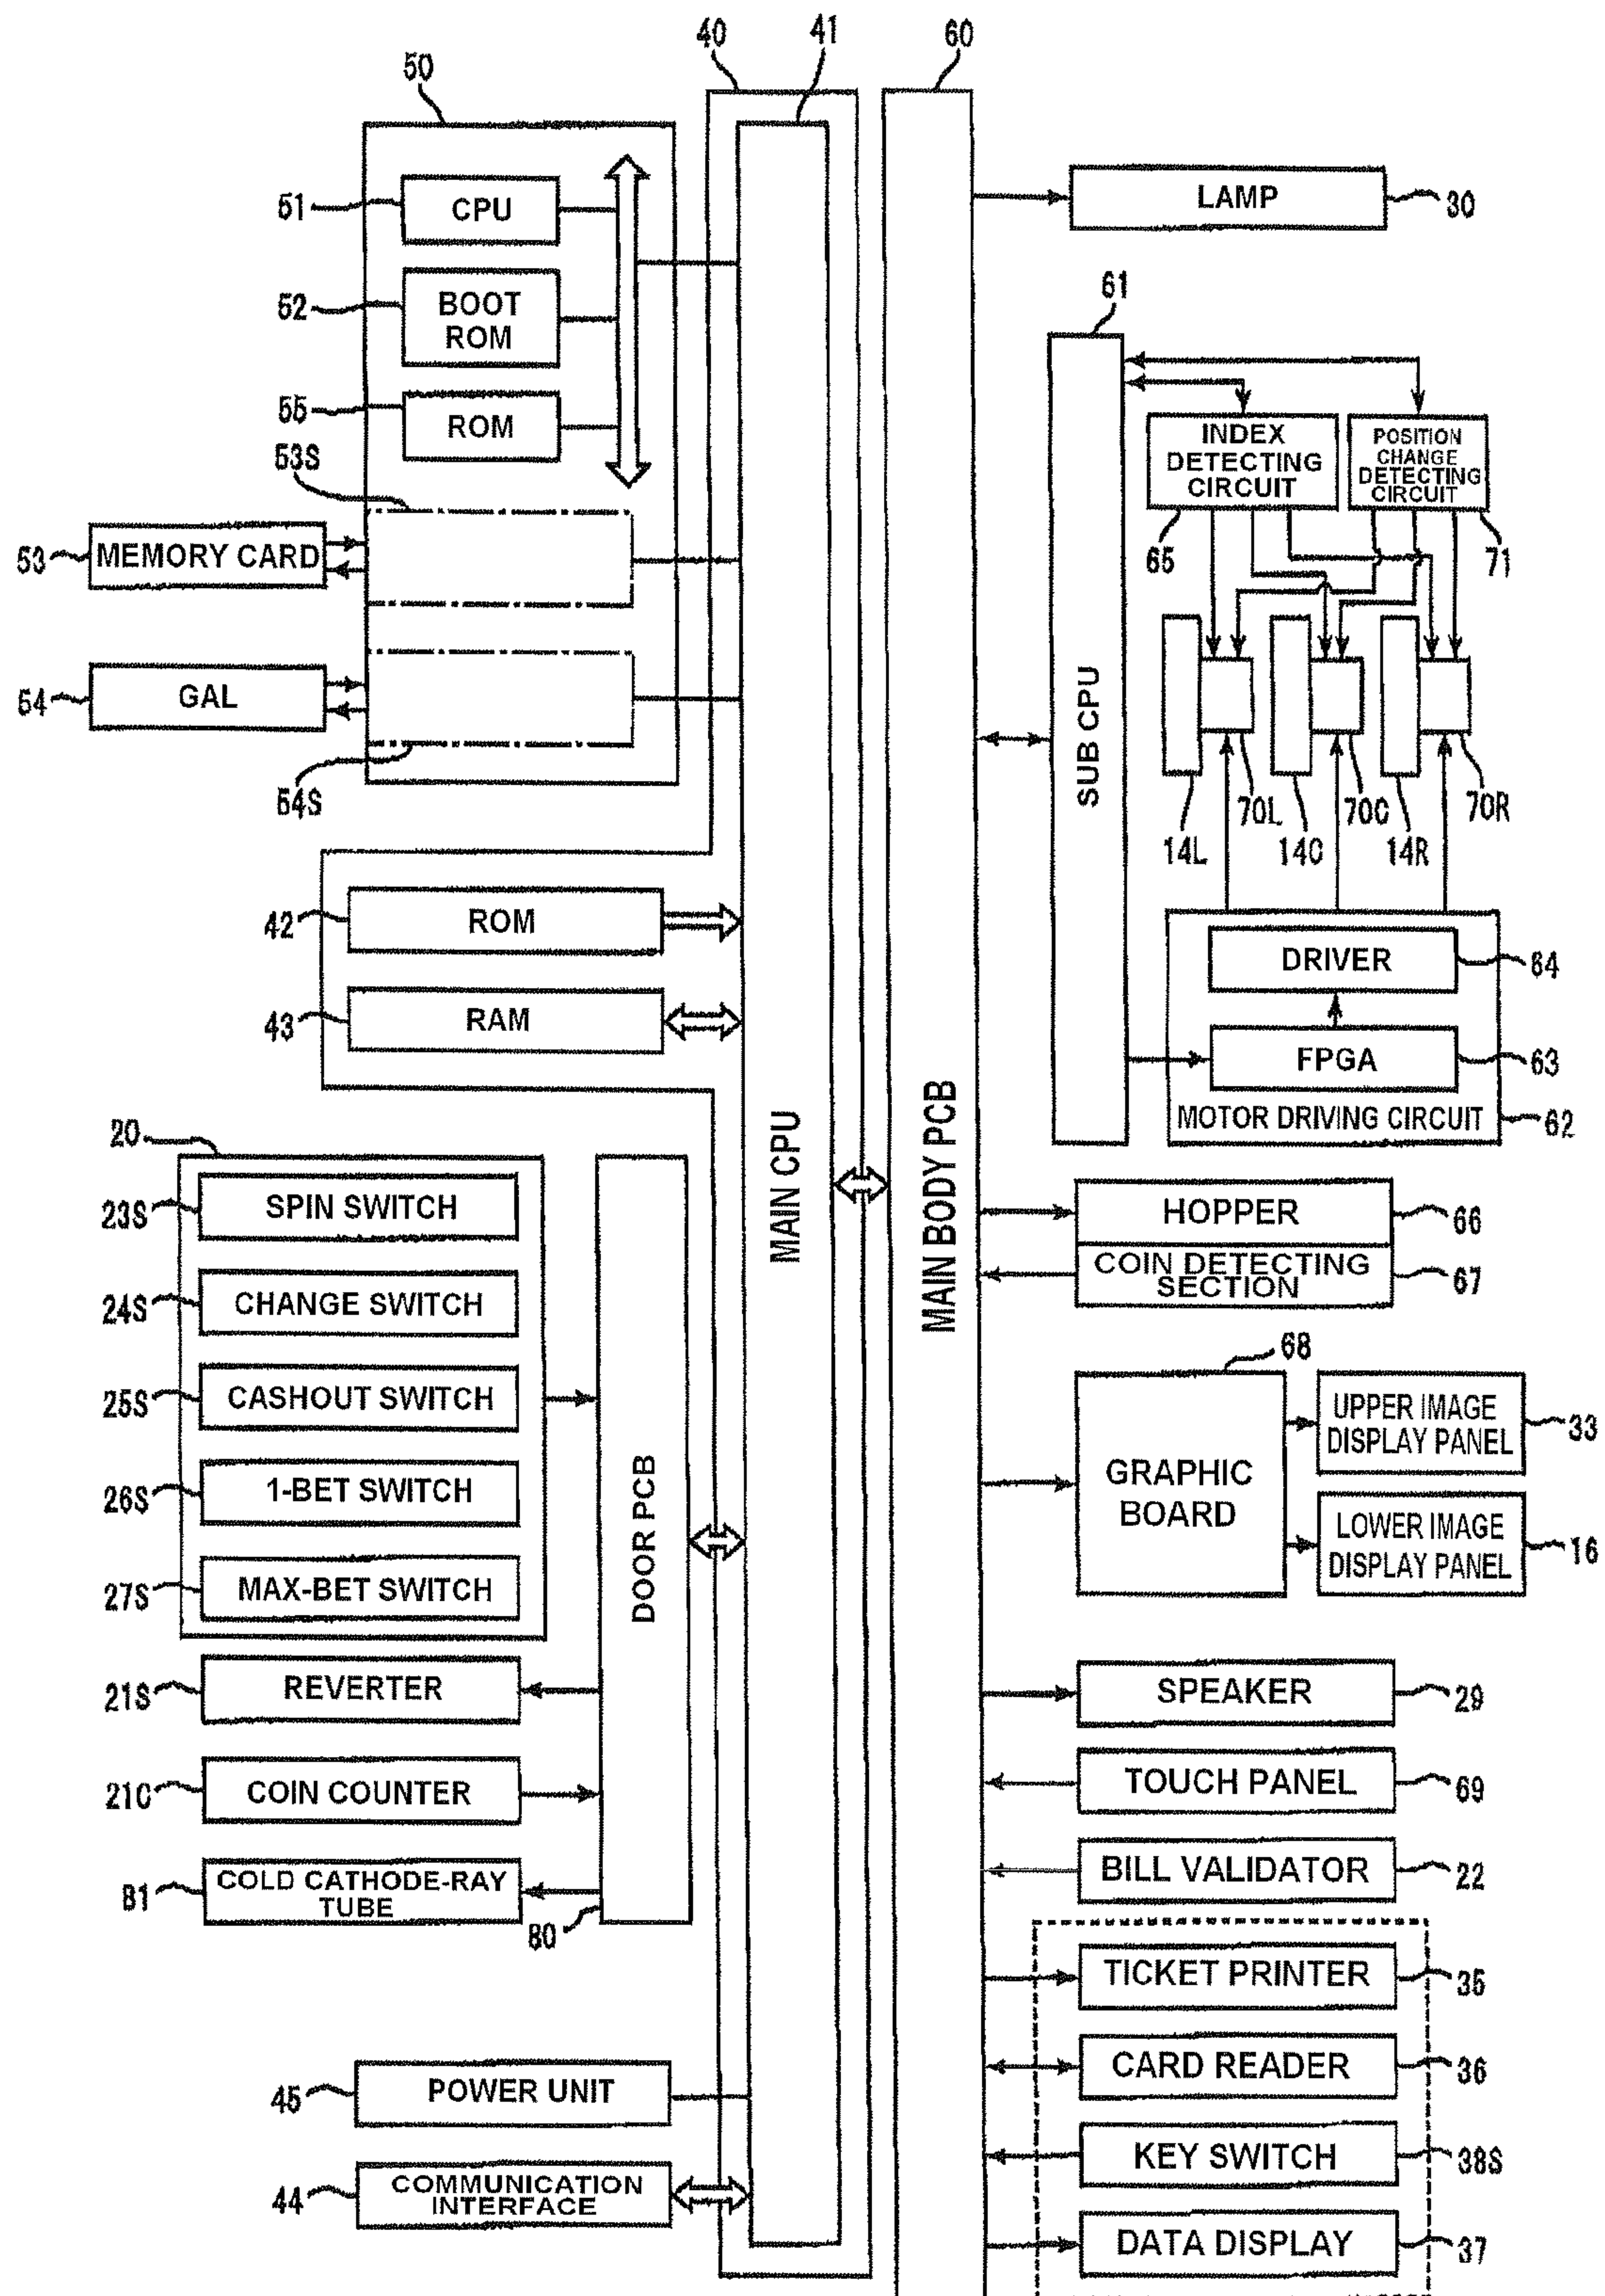 40
41
60
50
51
CPU
52
BOOT
ROM
55
ROM
53S
53
MEMORY CARD
54
GAL
54S
42
ROM
43
RAM
20
23S
SPIN SWITCH
24S
CHANGE SWITCH
25S
CASHOUT SWITCH
26S
1-BET SWITCH
27S
MAX-BET SWITCH
21S
REVERTER
21C
COIN COUNTER
81
COLD CATHODE-RAY
TUBE
80
DOOR PCB
45
POWER UNIT
44
COMMUNICATION
INTERFACE
MAIN CPU
MAIN BODY PCB
LAMP
30
61
SUB CPU
INDEX
DETECTING
CIRCUIT
POSITION
CHANGE
DETECTING
CIRCUIT
65
71
70L
70C
70R
14L
14C
14R
DRIVER
64
FPGA
63
MOTOR DRIVING CIRCUIT
62
HOPPER
66
COIN DETECTING
SECTION
67
68
GRAPHIC
BOARD
UPPER IMAGE
DISPLAY PANEL
33
LOWER IMAGE
DISPLAY PANEL
16
SPEAKER
29
TOUCH PANEL
69
BILL VALIDATOR
22
TICKET PRINTER
35
CARD READER
36
KEY SWITCH
38S
DATA DISPLAY
37